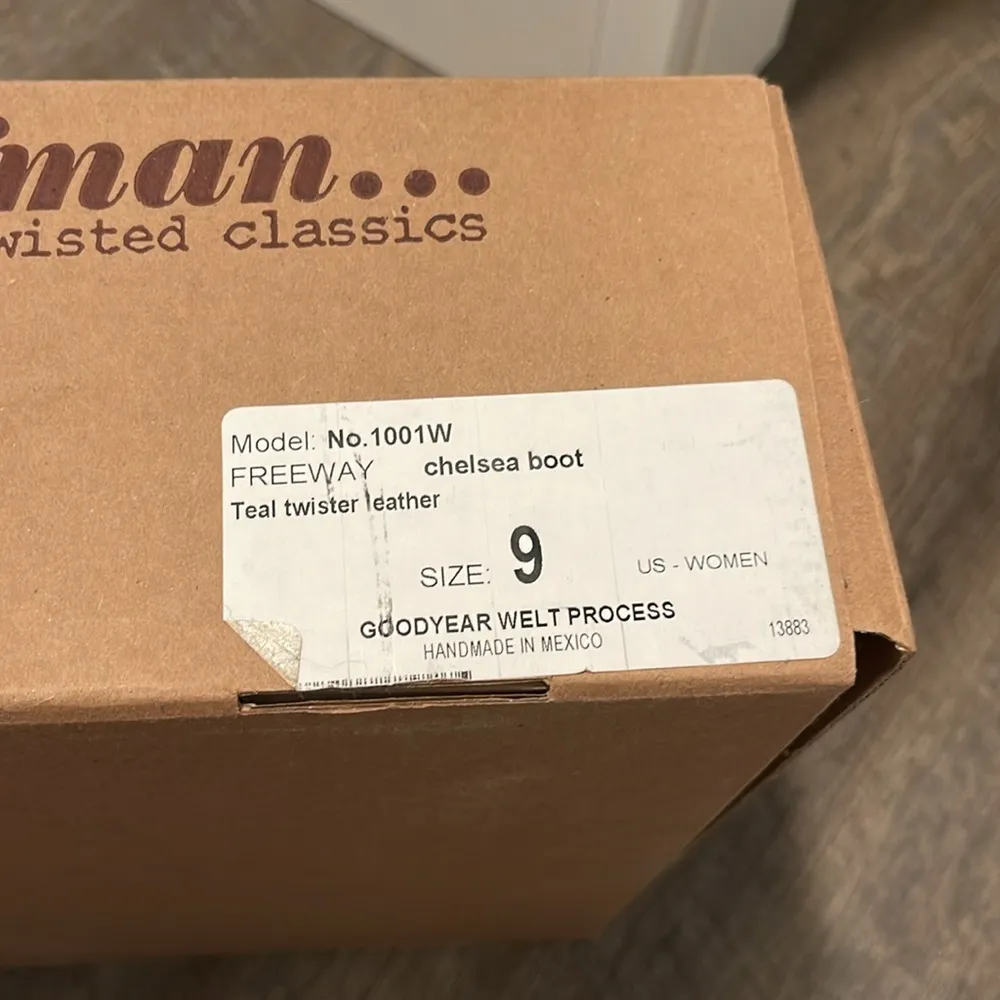 man...
wisted classics
Model: No.1001W
FREEWAY chelsea boot
Teal twister leather
SIZE: 9 US - WOMEN
GOODYEAR WELT PROCESS
HANDMADE IN MEXICO 13883